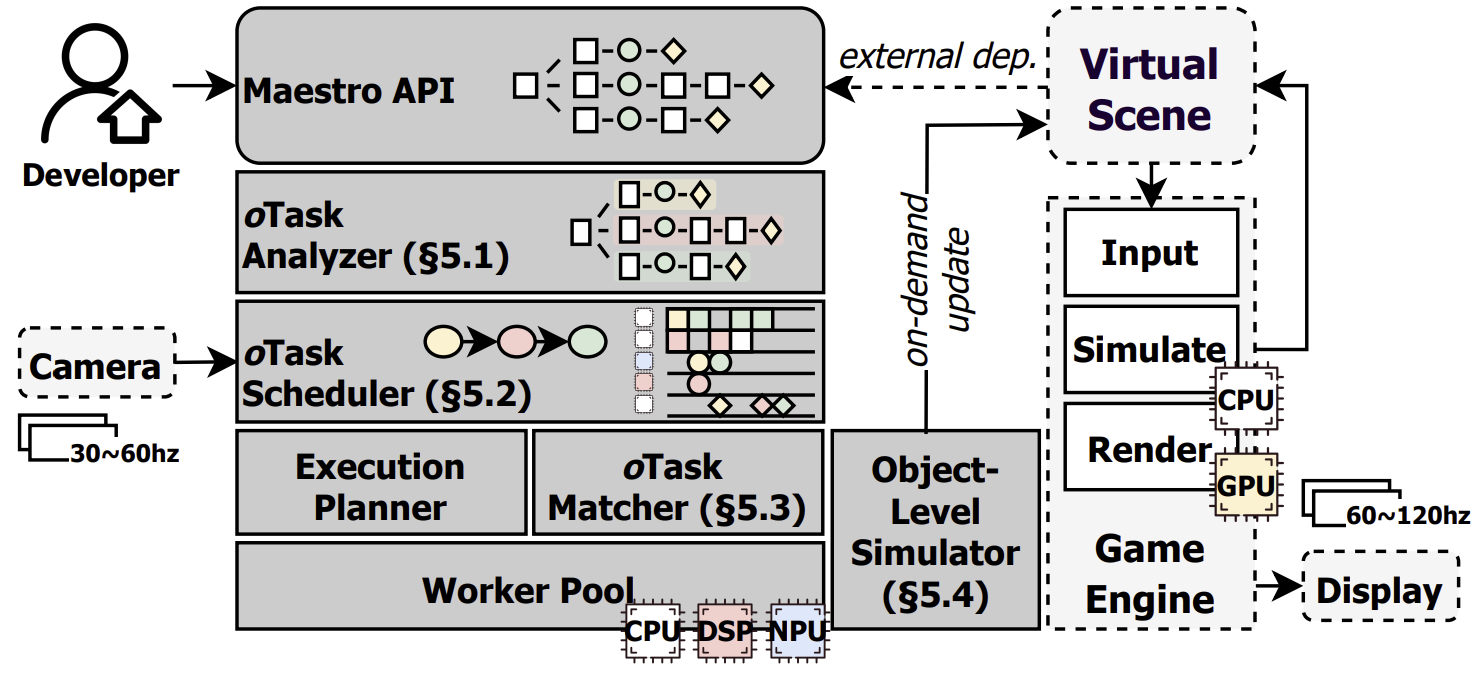 Developer
Maestro API
external dep.
Virtual
Scene
oTask
Analyzer (§5.1)
on-demand
update
Input
Camera
30~60hz
oTask
Scheduler (§5.2)
Simulate
CPU
Render
GPU
Execution
Planner
oTask
Matcher (§5.3)
Object-
Level
Simulator
(§5.4)
Worker Pool
CPU
DSP
NPU
Game
Engine
60~120hz
Display